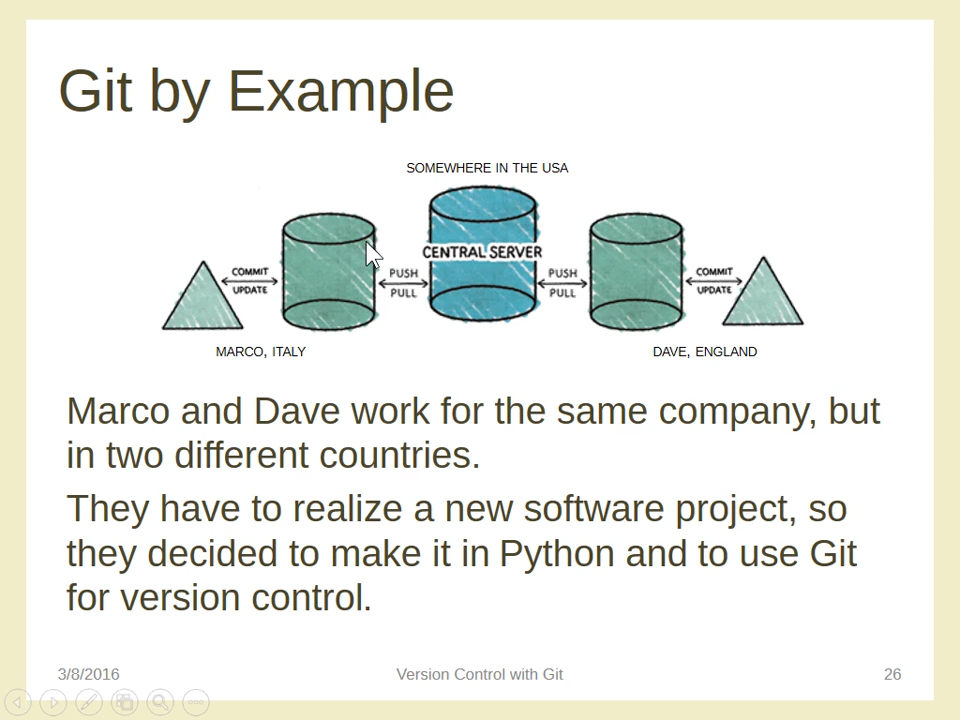 Git by Example
SOMEWHERE IN THE USA
CENTRAL SERVER
COMMIT
UPDATE
PUSH
PULL
PUSH
PULL
COMMIT
UPDATE
MARCO, ITALY
DAVE, ENGLAND
Marco and Dave work for the same company, but
in two different countries.
They have to realize a new software project, so
they decided to make it in Python and to use Git
for version control.
3/8/2016
Version Control with Git
26